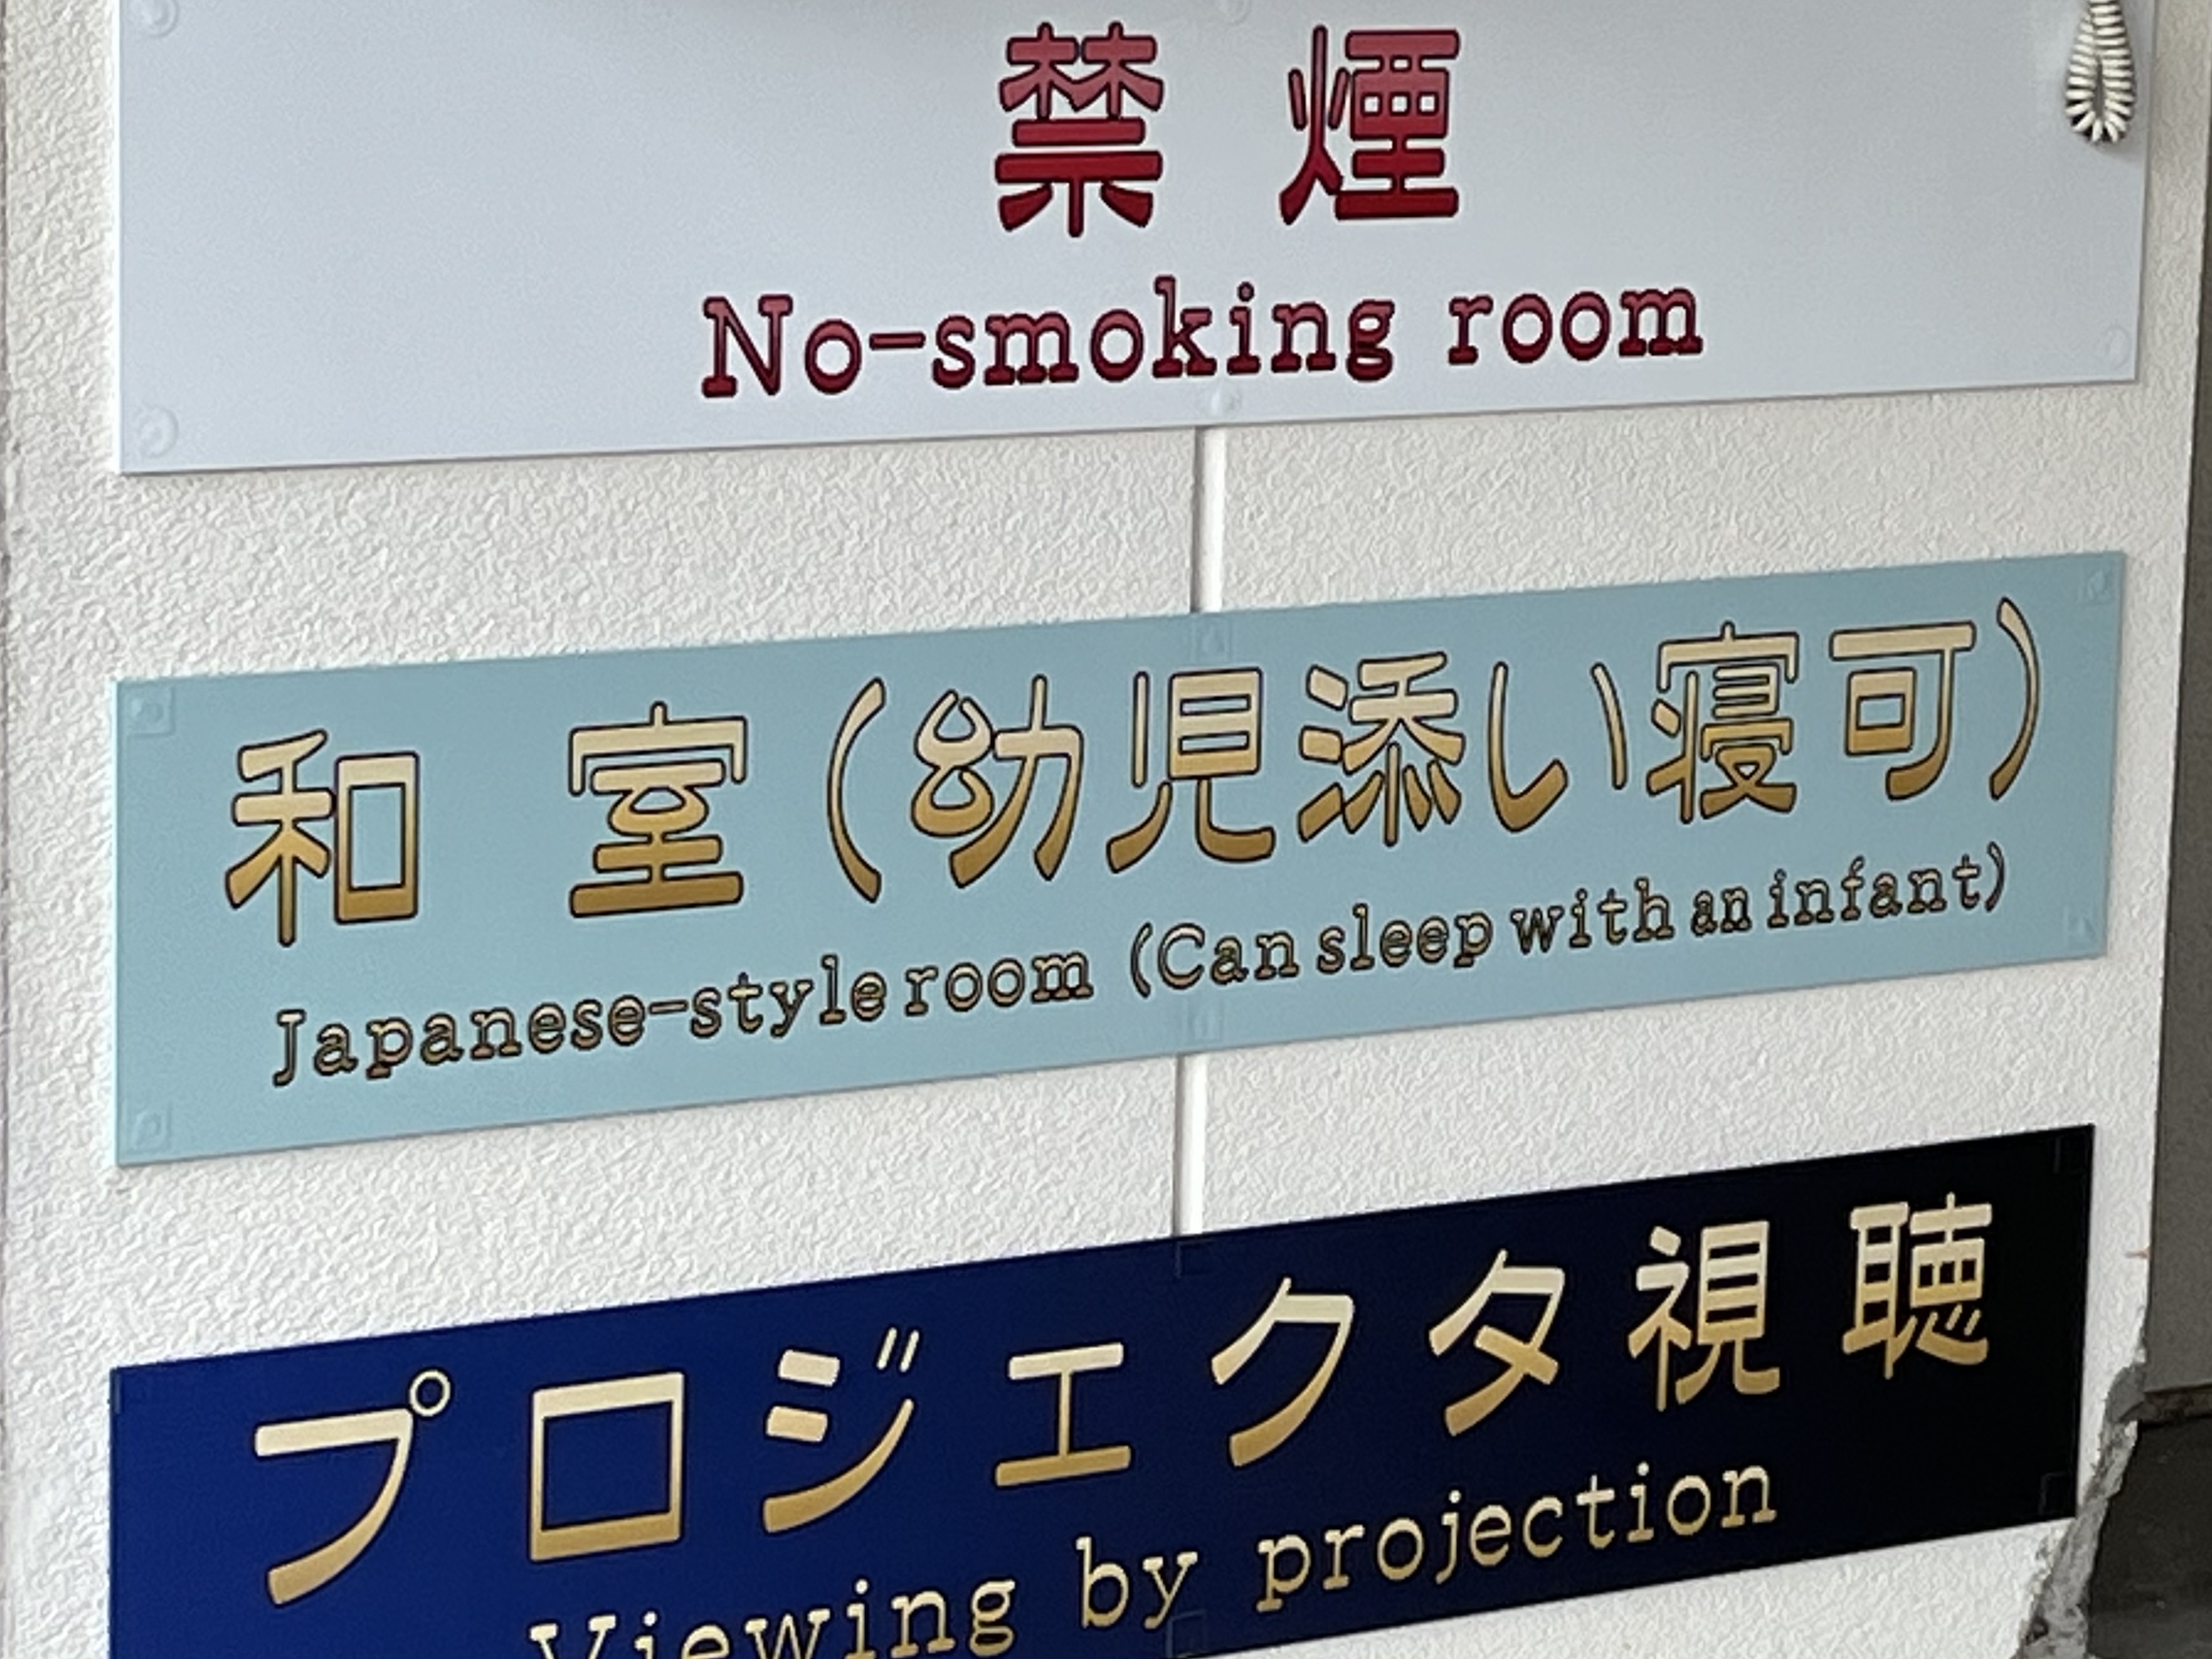 禁煙
No-smoking room
和室(幼児添い寝可)
Japanese-style room (Can sleep with an infant)
プロジェクタ視聴
Viewing by projection